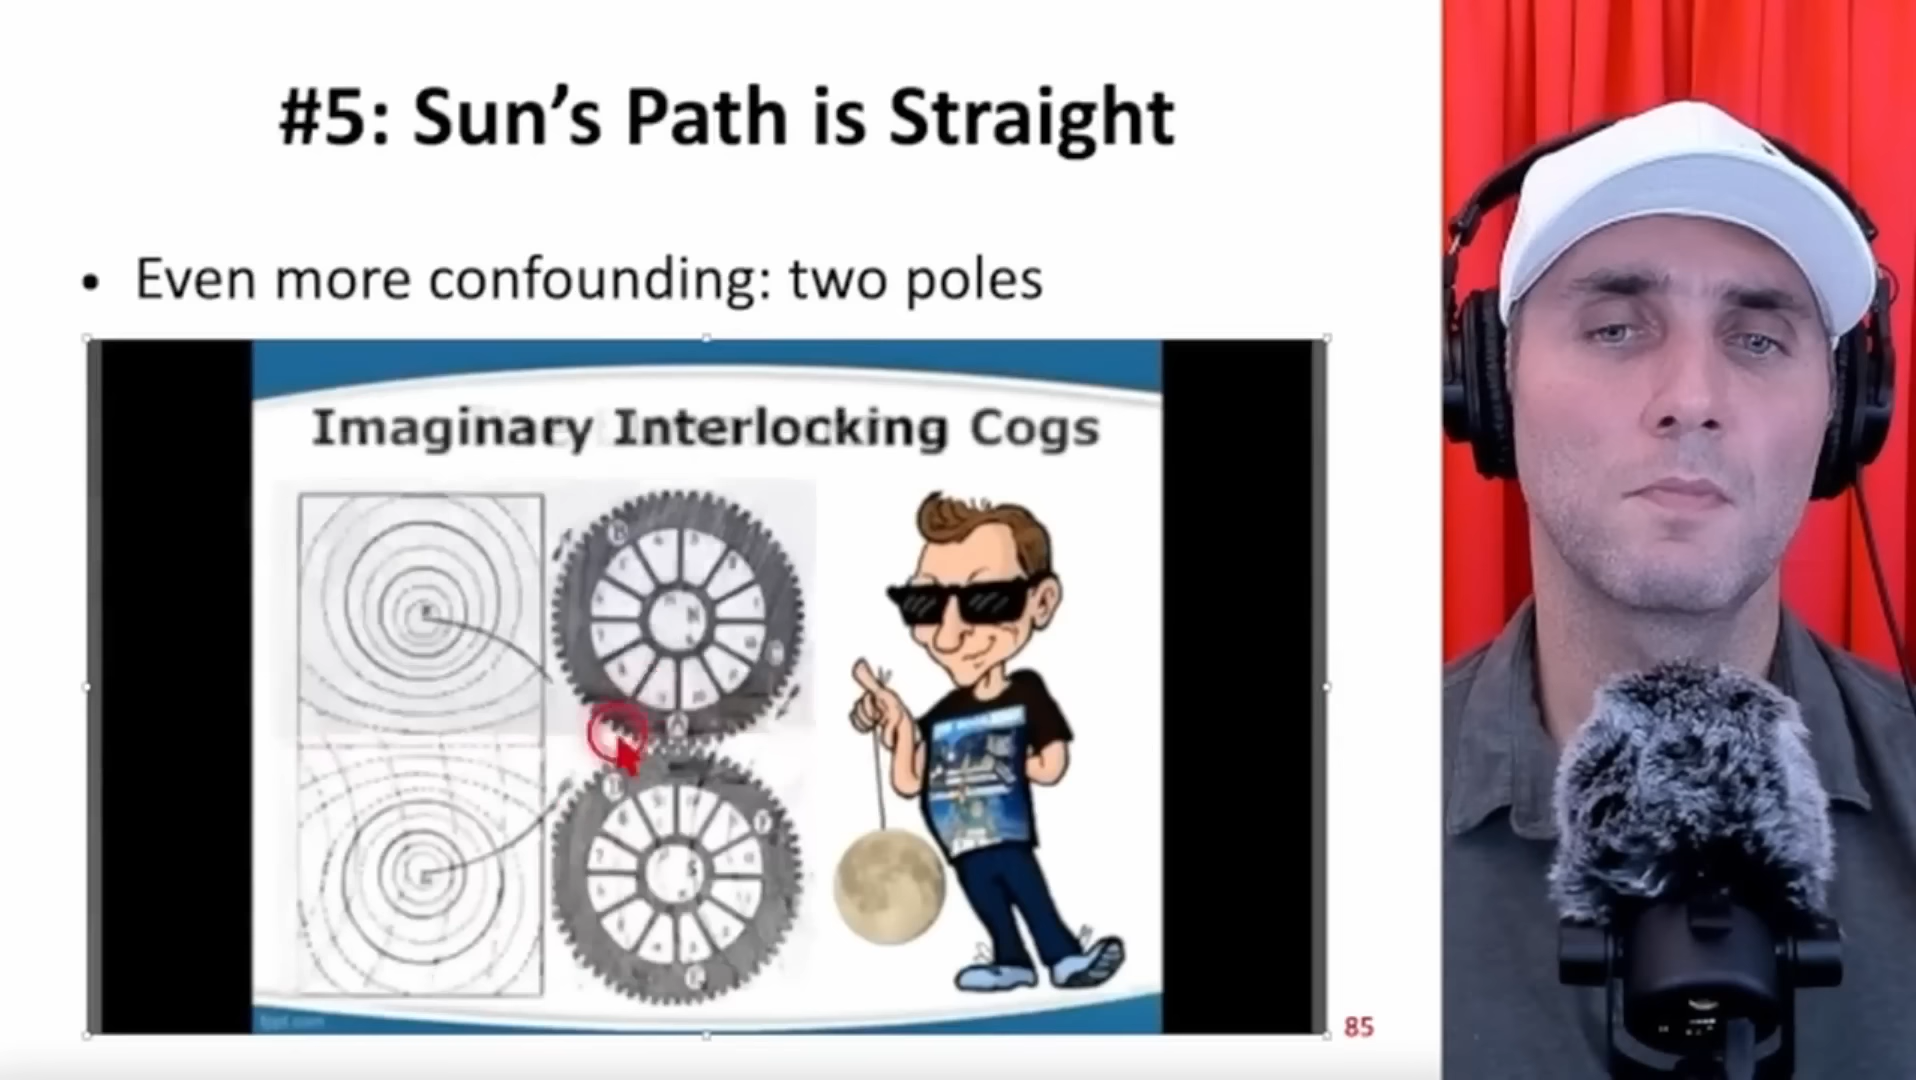 #5: Sun's Path is Straight
• Even more confounding: two poles
Imaginary Interlocking Cogs
N
S
85